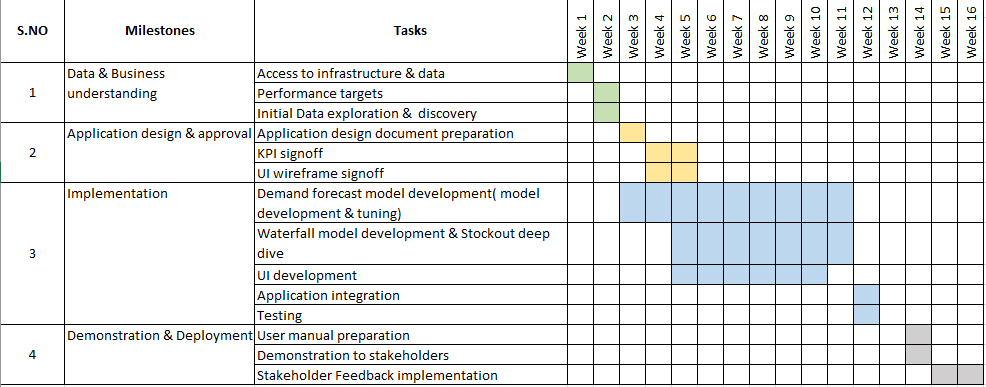 S.NO Milestones Tasks Week 1 Week 2 Week 3 Week 4 Week 5 Week 6 Week 7 Week 8 Week 9 Week 10 Week 11 Week 12 Week 13 Week 14 Week 15 Week 16
1 Data & Business understanding Access to infrastructure & data
Performance targets
Initial Data exploration & discovery
2 Application design & approval Application design document preparation
KPI signoff
UI wireframe signoff
3 Implementation Demand forecast model development( model
development & tuning)
Waterfall model development & Stockout deep
dive
UI development
Application integration
Testing
4 Demonstration & Deployment User manual preparation
Demonstration to stakeholders
Stakeholder Feedback implementation